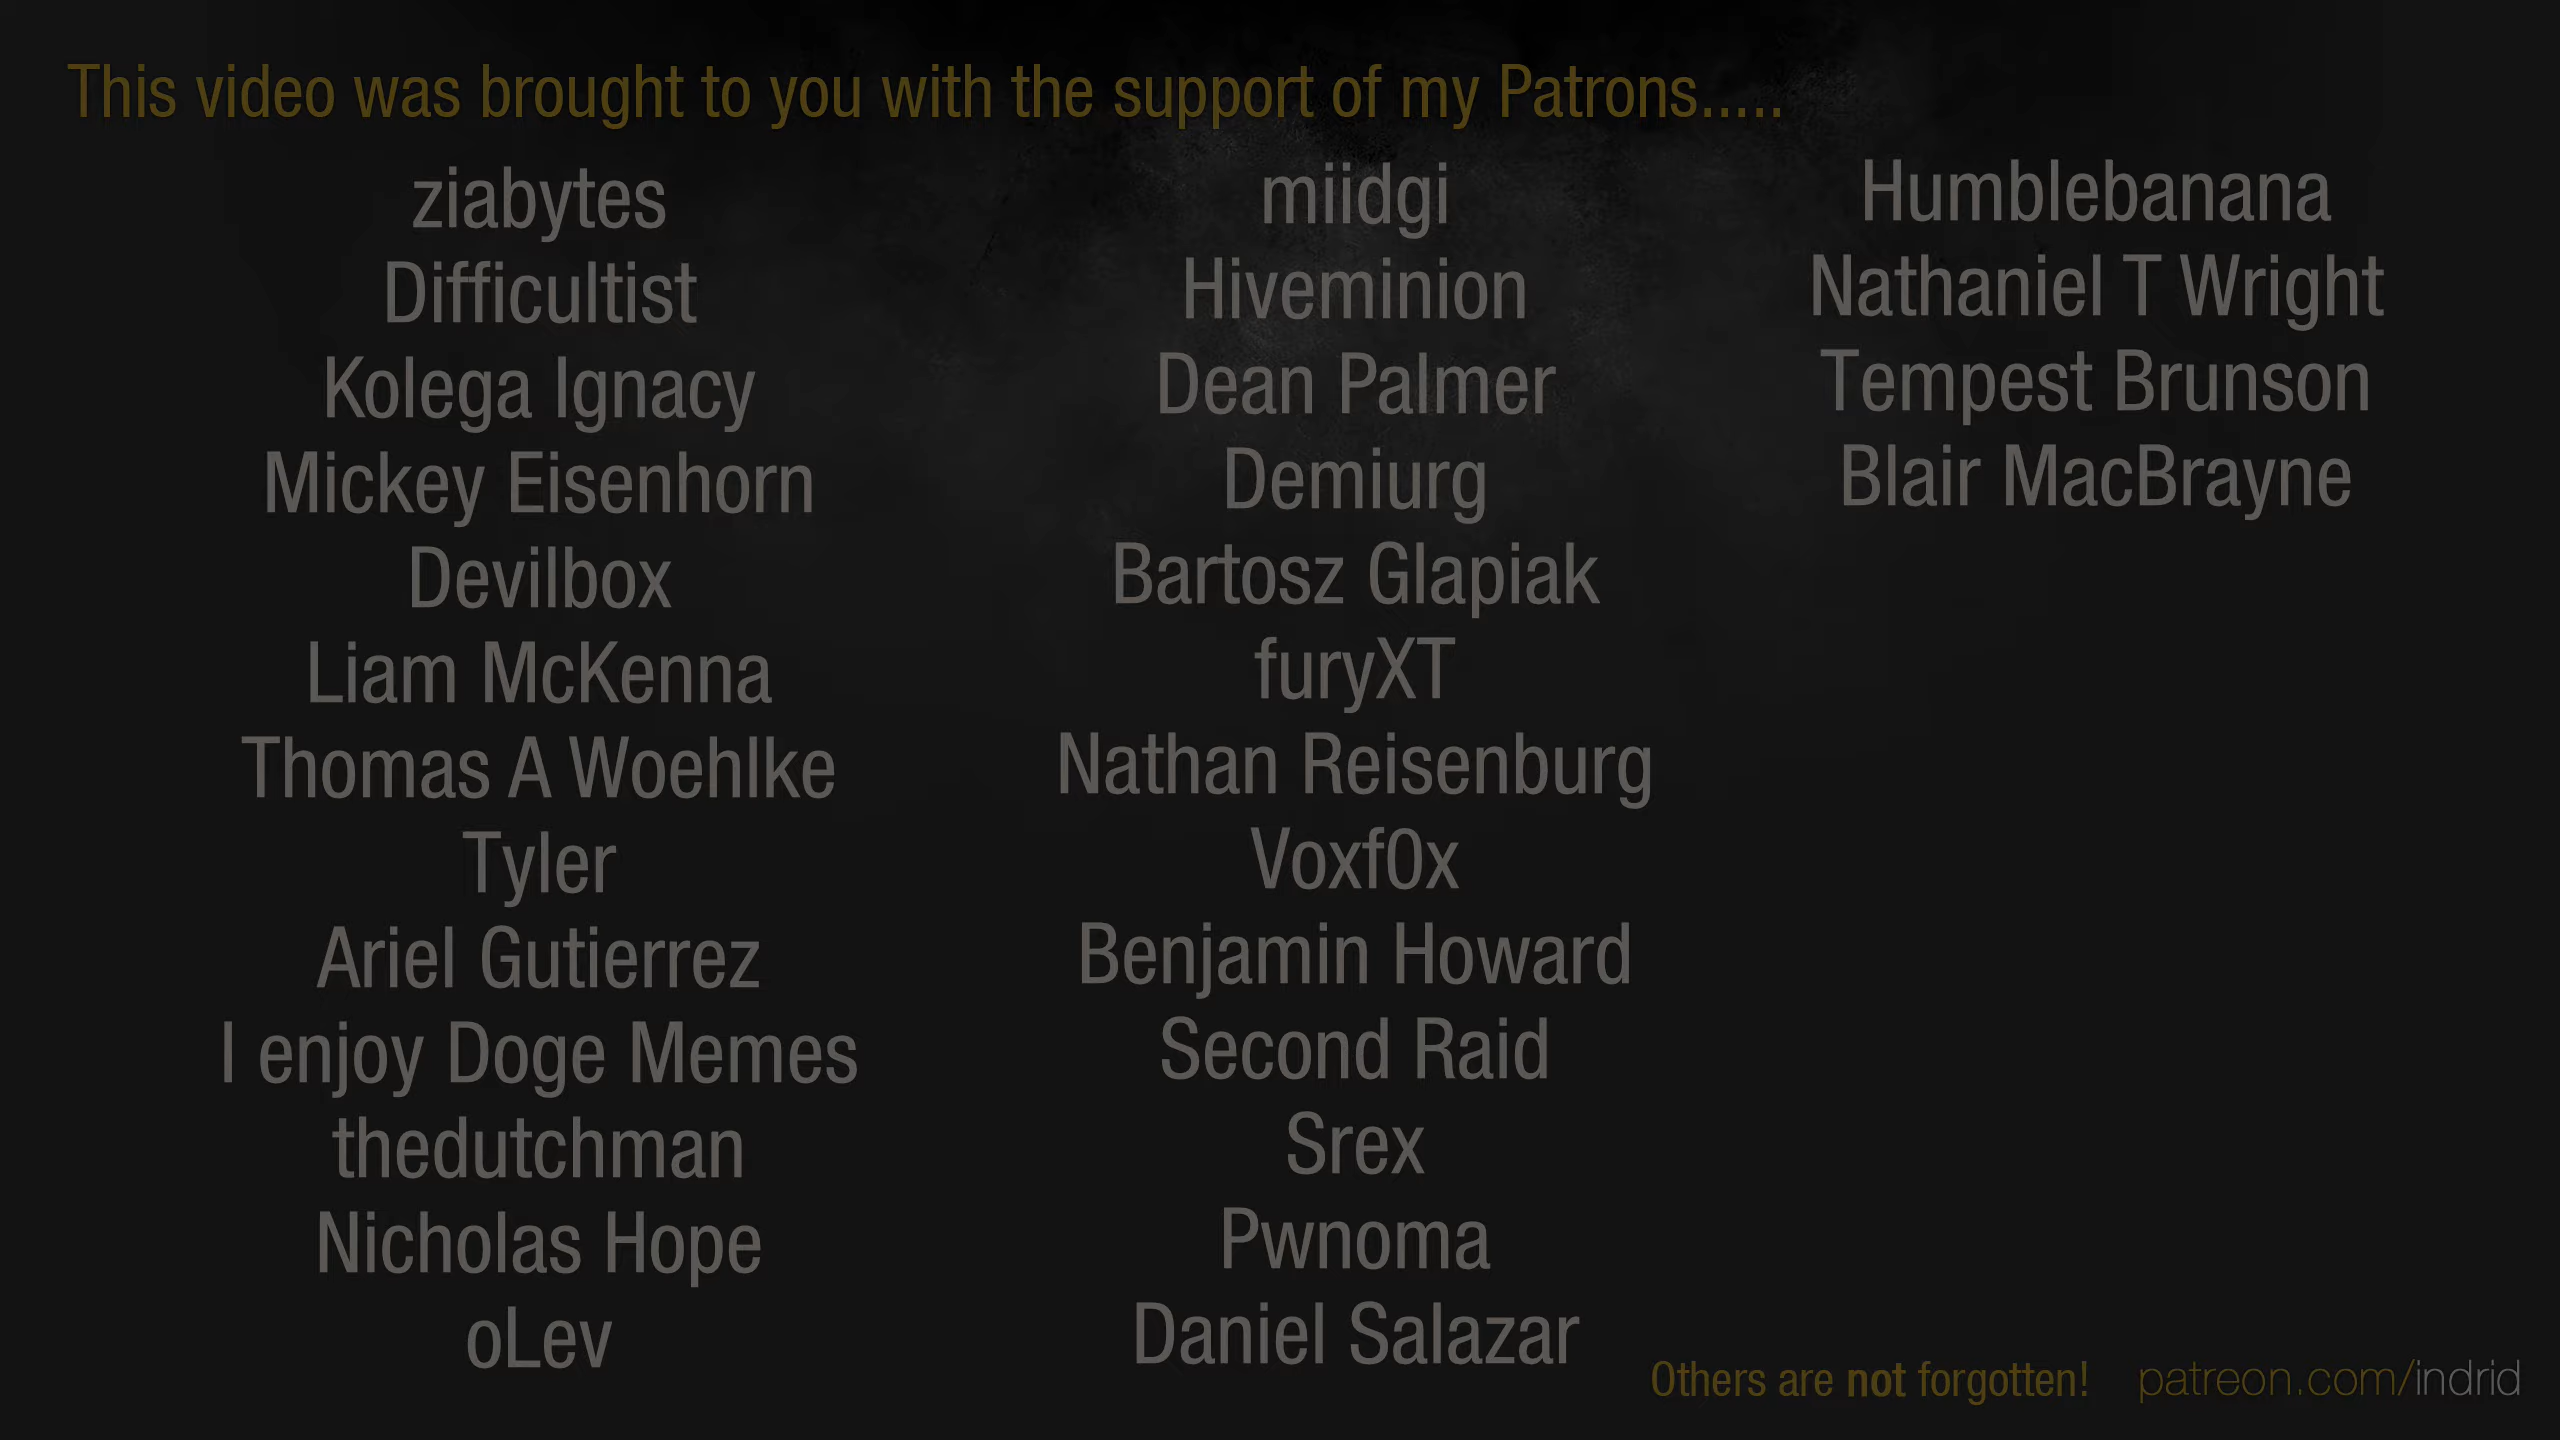 This video was brought to you with the support of my Patrons.....
ziabytes
Difficultist
Kolega Ignacy
Mickey Eisenhorn
Devilbox
Liam McKenna
Thomas A Woehlke
Tyler
Ariel Gutierrez
I enjoy Doge Memes
thedutchman
Nicholas Hope
oLev
miidgi
Hiveminion
Dean Palmer
Demiurg
Bartosz Glapiak
furyXT
Nathan Reisenburg
Voxf0x
Benjamin Howard
Second Raid
Srex
Pwnoma
Daniel Salazar
Humblebanana
Nathaniel T Wright
Tempest Brunson
Blair MacBrayne
Others are not forgotten! patreon.com/indrid